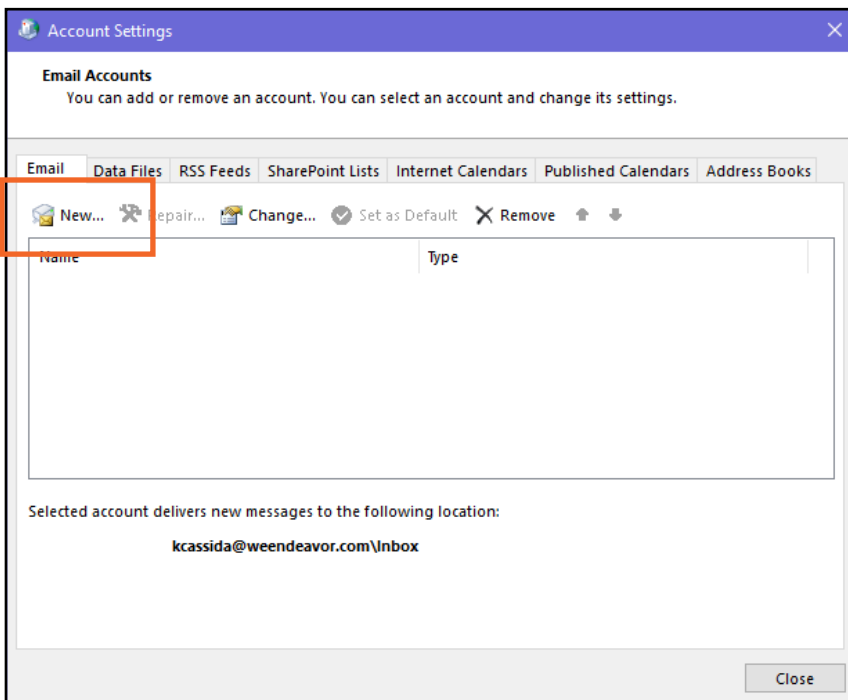 Account Settings
Email Accounts
You can add or remove an account. You can select an account and change its settings.
Email Data Files RSS Feeds SharePoint Lists Internet Calendars Published Calendars Address Books
New... Repair... Change... Set as Default Remove
Name Type
Selected account delivers new messages to the following location:
kcassida@weendeavor.com\Inbox
Close